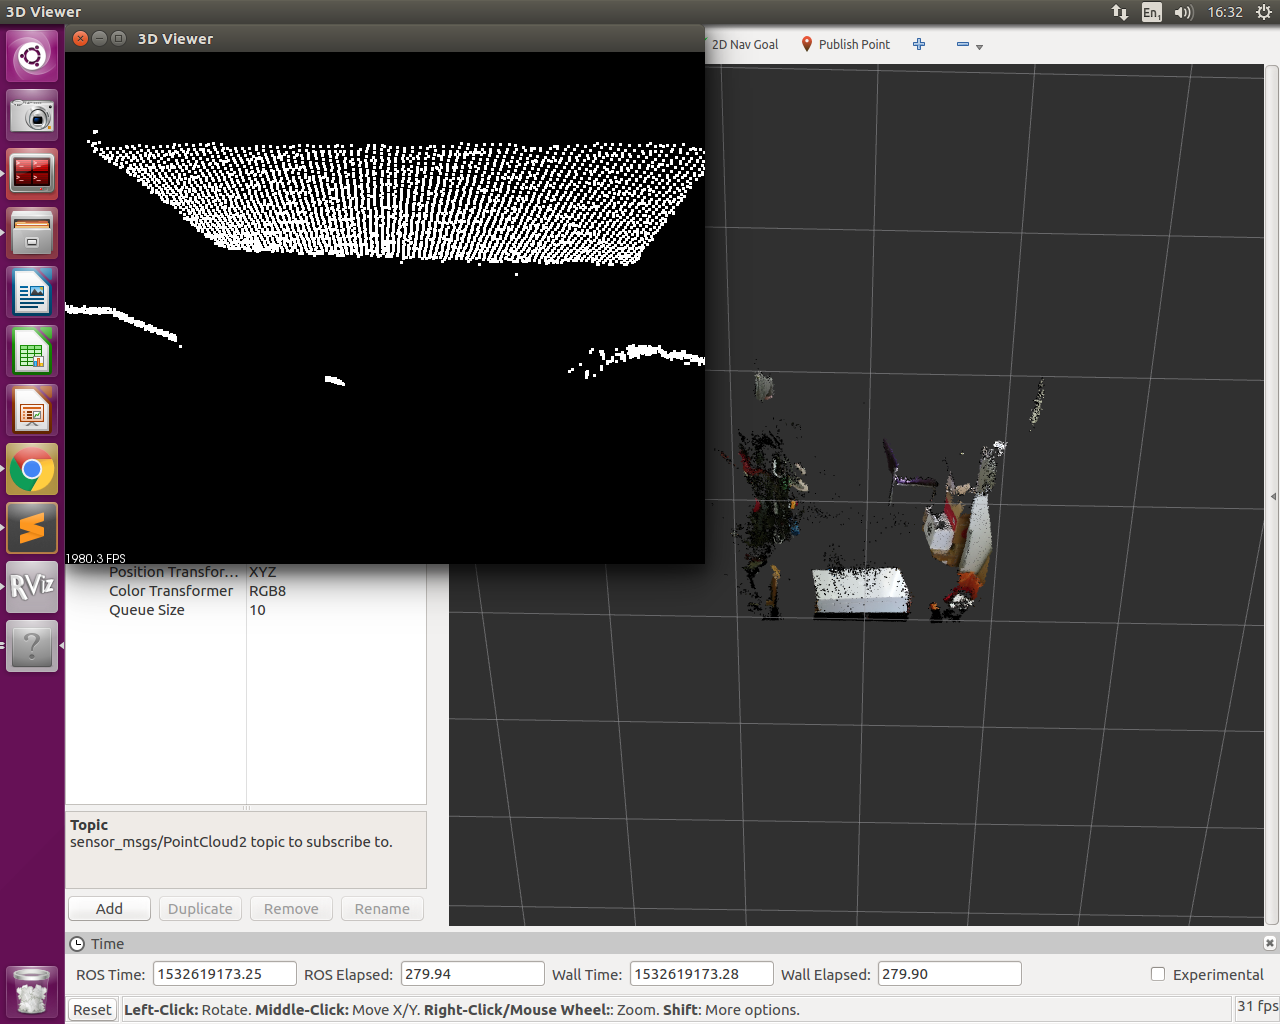 3D Viewer
En1
16:32
3D Viewer
2D Nav Goal
Publish Point
1980.3 FPS
Position Transfor... XYZ
Color Transformer RGB8
Queue Size 10
Topic
sensor_msgs/PointCloud2 topic to subscribe to.
Add Duplicate Remove Rename
Time
ROS Time: 1532619173.25 ROS Elapsed: 279.94 Wall Time: 1532619173.28 Wall Elapsed: 279.90 Experimental
Reset Left-Click: Rotate. Middle-Click: Move X/Y. Right-Click/Mouse Wheel:: Zoom. Shift: More options. 31 fps
RViz
?